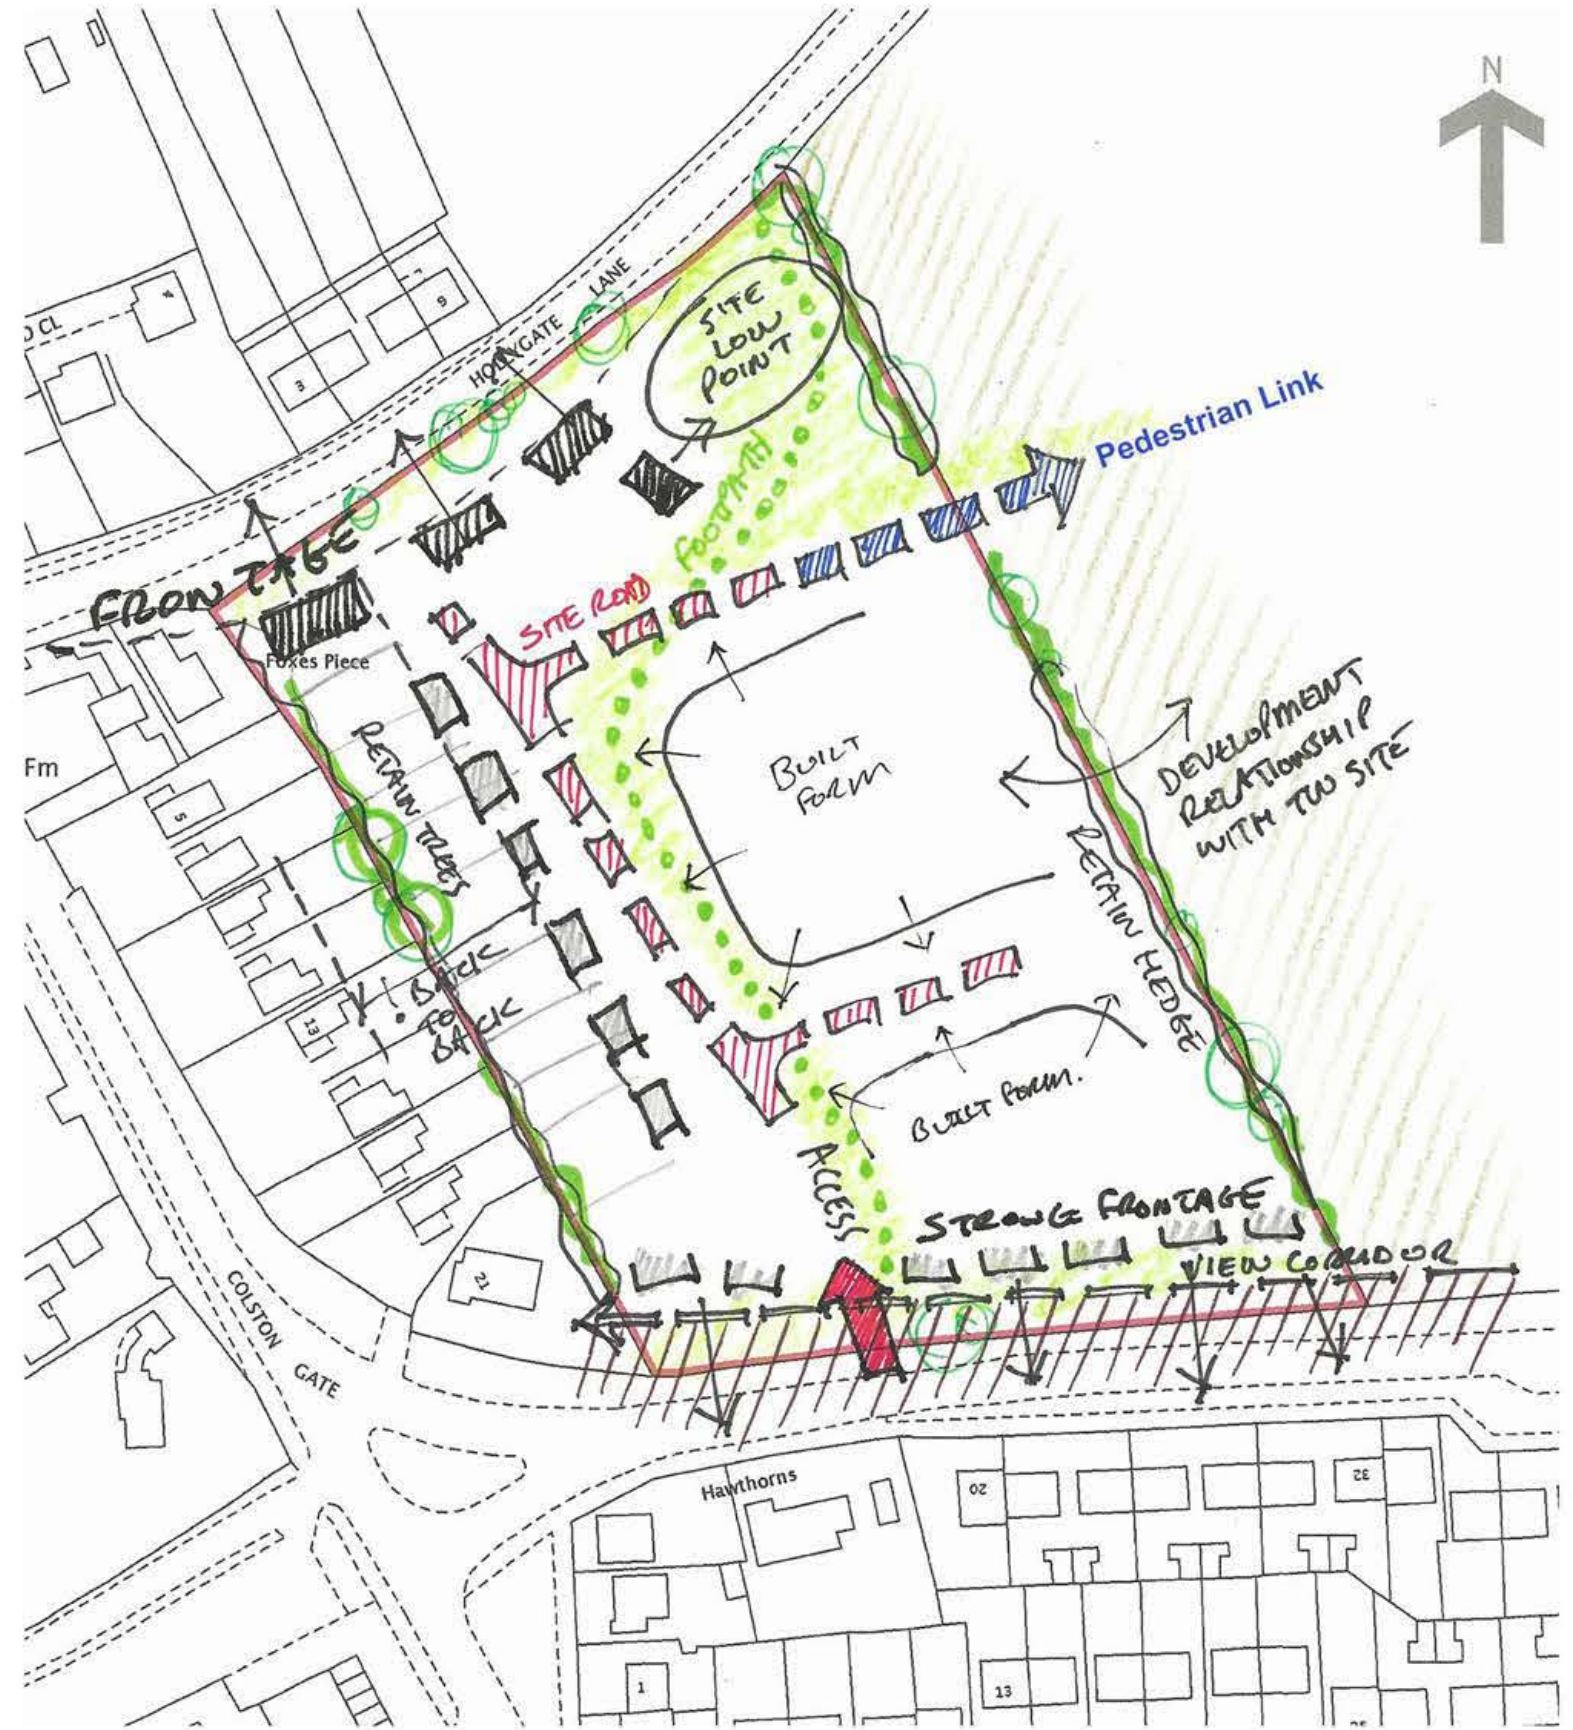 N
9
4
D CL
3
HOLLYGATE LANE
SITE
LOW
POINT
Pedestrian Link
FOOTPATH
FRONTAGE
SITE ROAD
Foxes Piece
RETAIN TREES
Fm
5
BUILT
FORM
DEVELOPMENT
RELATIONSHIP
WITH TW SITE
RETAIN HEDGE
! BACK
TO
BACK
13
BUILT FORM.
ACCESS
STRONG FRONTAGE
VIEW CORRIDOR
21
COLSTON
GATE
Hawthorns
20
32
1
13